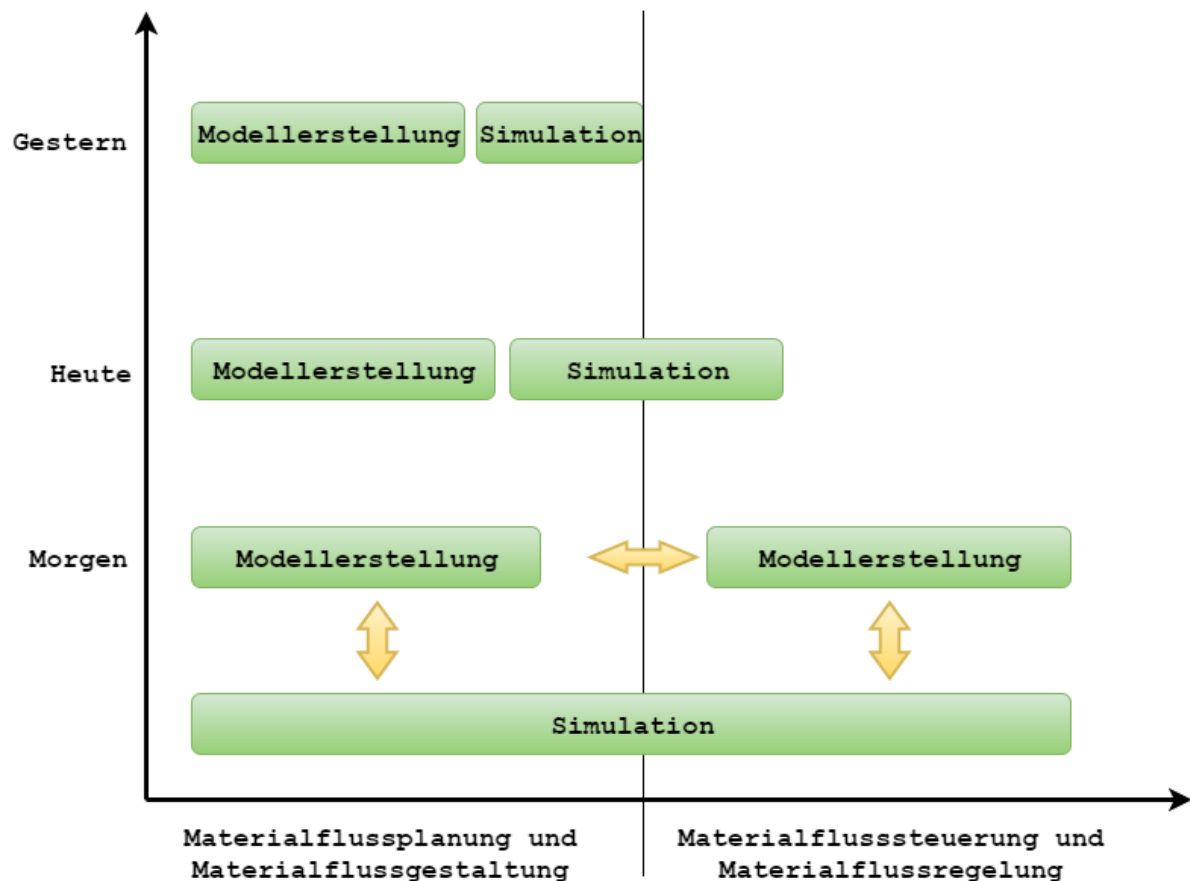 Gestern
Modellerstellung
Simulation
Heute
Modellerstellung
Simulation
Morgen
Modellerstellung
Modellerstellung
Simulation
Materialflussplanung und
Materialflussgestaltung
Materialflusssteuerung und
Materialflussregelung